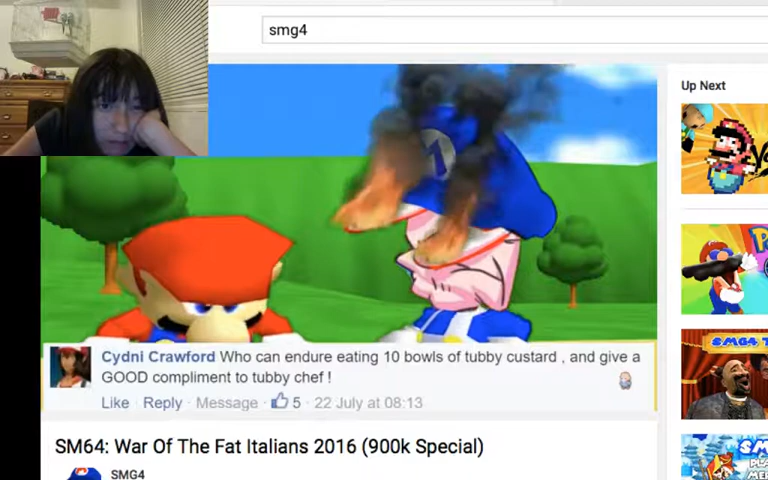 smg4
Up Next
Cydni Crawford Who can endure eating 10 bowls of tubby custard , and give a
GOOD compliment to tubby chef !
Like · Reply · Message · 5 · 22 July at 08:13
SM64: War Of The Fat Italians 2016 (900k Special)
SMG4
SMG4 T